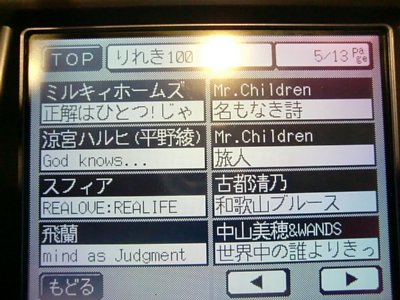 TOP りれき100 5/13 Page
ミルキィホームズ
正解はひとつ!じゃ
涼宮ハルヒ(平野綾)
God knows...
スフィア
REALOVE:REALIFE
飛蘭
mind as Judgment
Mr.Children
名もなき詩
Mr.Children
旅人
古都清乃
和歌山ブルース
中山美穂&WANDS
世界中の誰よりきっ
もどる